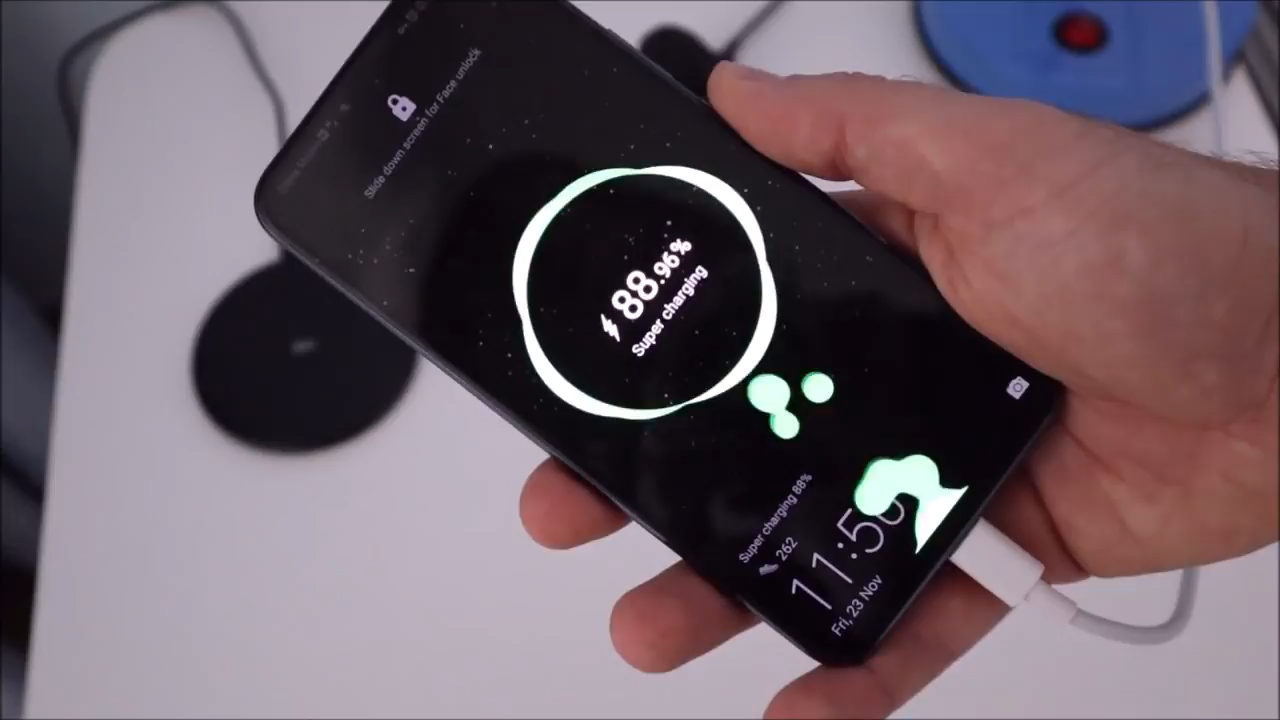 Slide down screen for Face unlock
88.96%
Super charging
Super charging 88%
262
11:50
Fri, 23 Nov